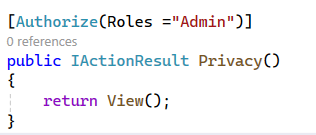 [Authorize(Roles ="Admin")]
0 references
public IActionResult Privacy()
{
    return View();
}